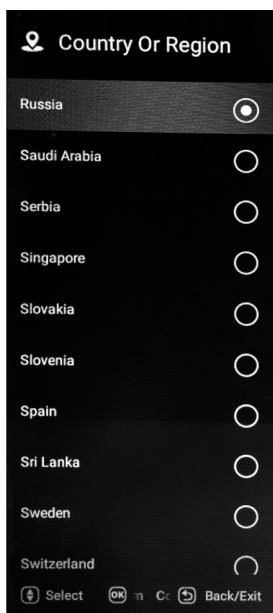 Country Or Region
Russia
Saudi Arabia
Serbia
Singapore
Slovakia
Slovenia
Spain
Sri Lanka
Sweden
Switzerland
Select OK Back/Exit